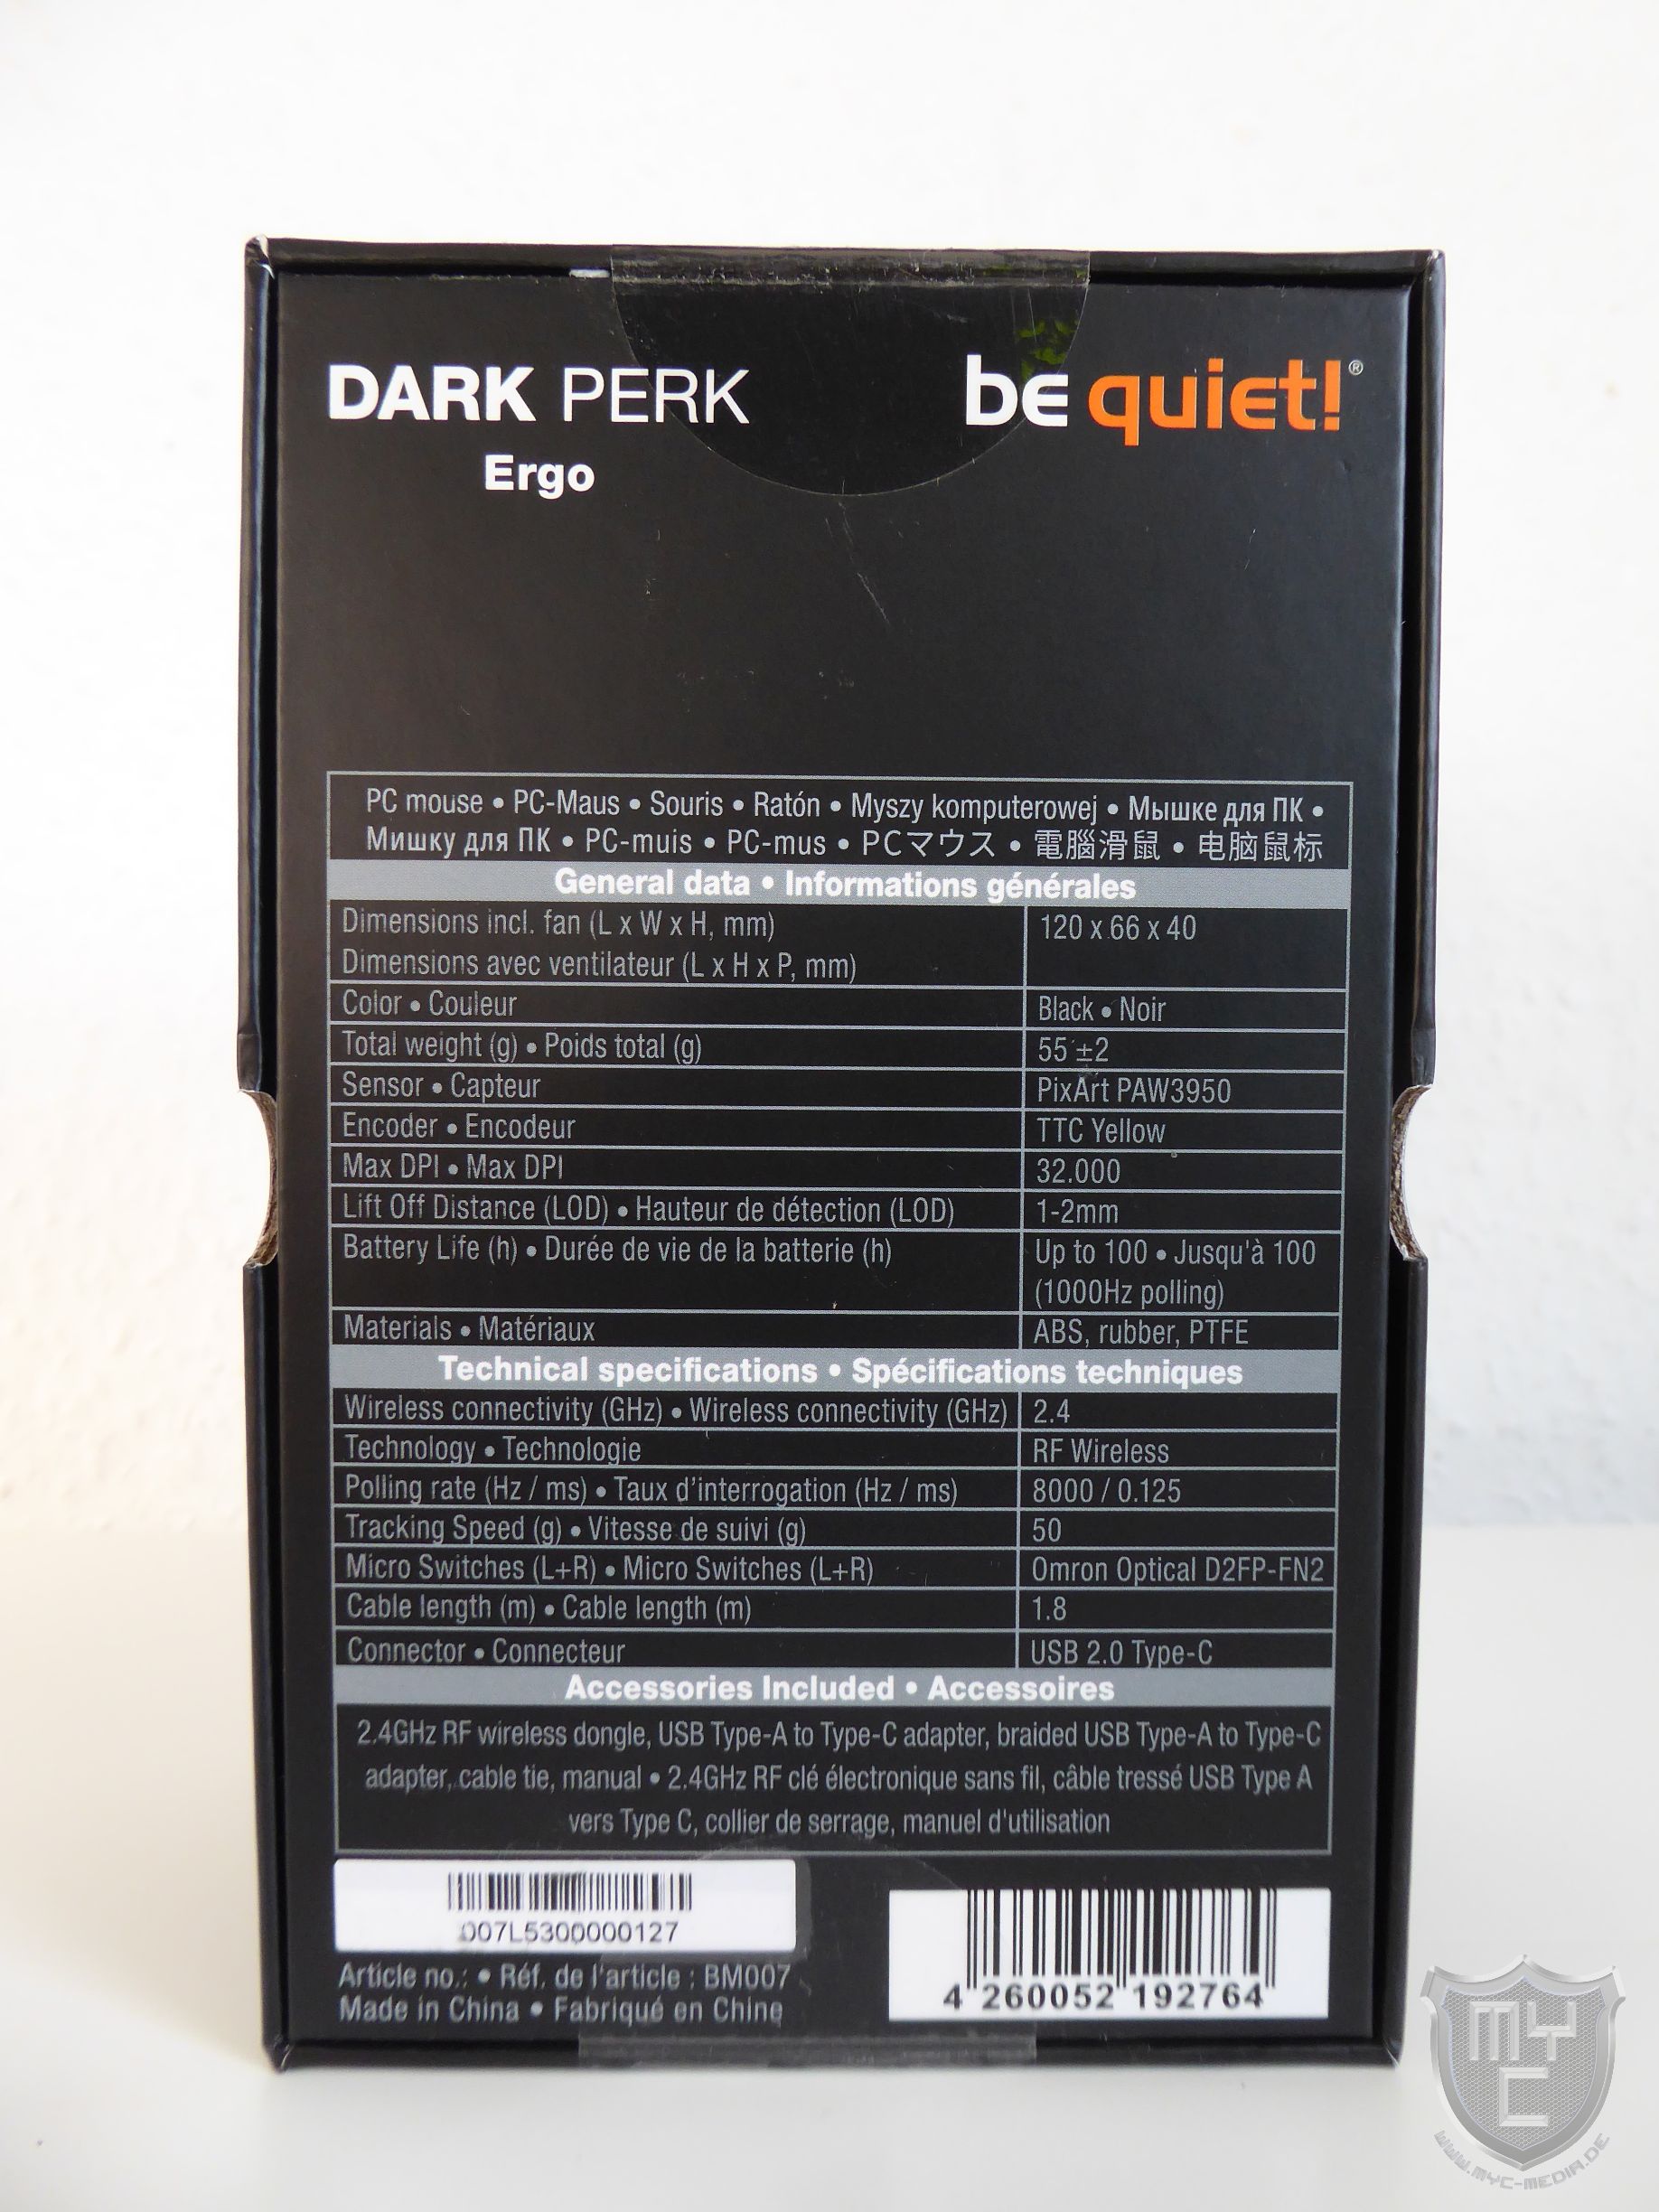 DARK PERK
Ergo
be quiet!®
PC mouse • PC-Maus • Souris • Ratón • Myszy komputerowej • Мышке для ПК •
Мишку для ПК • PC-muis • PC-mus • PCマウス • 電腦滑鼠 • 电脑鼠标
General data • Informations générales
Dimensions incl. fan (L x W x H, mm) 120 x 66 x 40
Dimensions avec ventilateur (L x H x P, mm)
Color • Couleur Black • Noir
Total weight (g) • Poids total (g) 55 ±2
Sensor • Capteur PixArt PAW3950
Encoder • Encodeur TTC Yellow
Max DPI • Max DPI 32.000
Lift Off Distance (LOD) • Hauteur de détection (LOD) 1-2mm
Battery Life (h) • Durée de vie de la batterie (h) Up to 100 • Jusqu'à 100
(1000Hz polling)
Materials • Matériaux ABS, rubber, PTFE
Technical specifications • Spécifications techniques
Wireless connectivity (GHz) • Wireless connectivity (GHz) 2.4
Technology • Technologie RF Wireless
Polling rate (Hz / ms) • Taux d’interrogation (Hz / ms) 8000 / 0.125
Tracking Speed (g) • Vitesse de suivi (g) 50
Micro Switches (L+R) • Micro Switches (L+R) Omron Optical D2FP-FN2
Cable length (m) • Cable length (m) 1.8
Connector • Connecteur USB 2.0 Type-C
Accessories Included • Accessoires
2.4GHz RF wireless dongle, USB Type-A to Type-C adapter, braided USB Type-A to Type-C
adapter, cable tie, manual • 2.4GHz RF clé électronique sans fil, câble tressé USB Type A
vers Type C, collier de serrage, manuel d'utilisation
007L5300000127
Article no.: • Réf. de l'article : BM007
Made in China • Fabriqué en Chine
4 260052 192764
MYC
WWW.MYC-MEDIA.DE